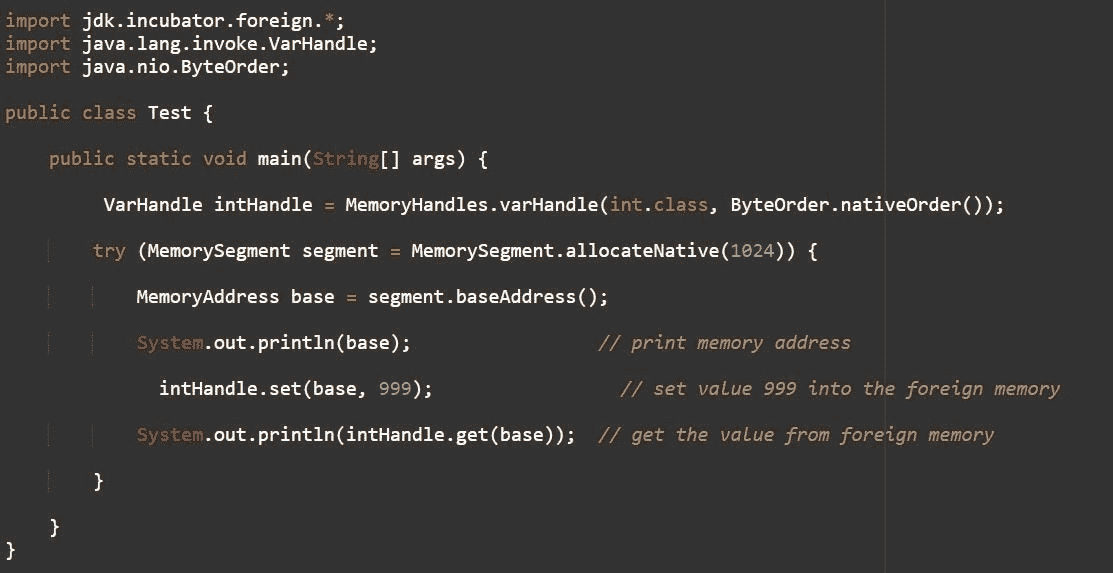 import jdk.incubator.foreign.*;
import java.lang.invoke.VarHandle;
import java.nio.ByteOrder;
public class Test {
public static void main(String[] args) {
VarHandle intHandle = MemoryHandles.varHandle(int.class, ByteOrder.nativeOrder());
try (MemorySegment segment = MemorySegment.allocateNative(1024)) {
MemoryAddress base = segment.baseAddress();
System.out.println(base); // print memory address
intHandle.set(base, 999); // set value 999 into the foreign memory
System.out.println(intHandle.get(base)); // get the value from foreign memory
}
}
}